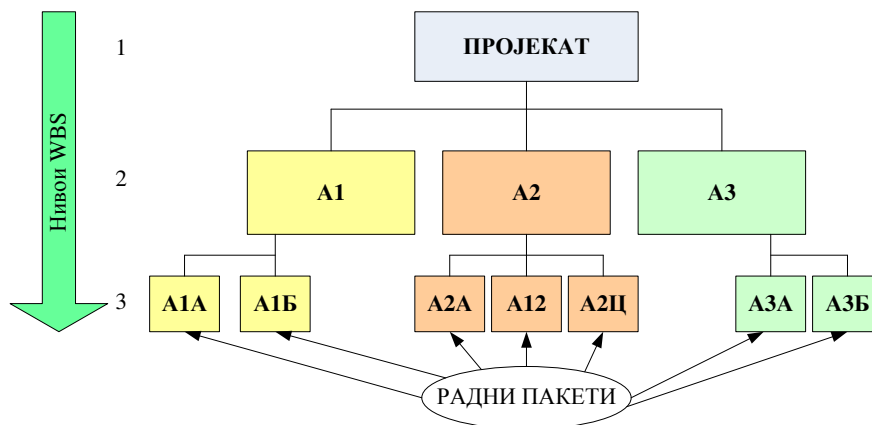 Нивои WBS
1
ПРОЈЕКАТ
2
А1
А2
А3
3
А1А
А1Б
А2А
А12
А2Ц
А3А
А3Б
РАДНИ ПАКЕТИ